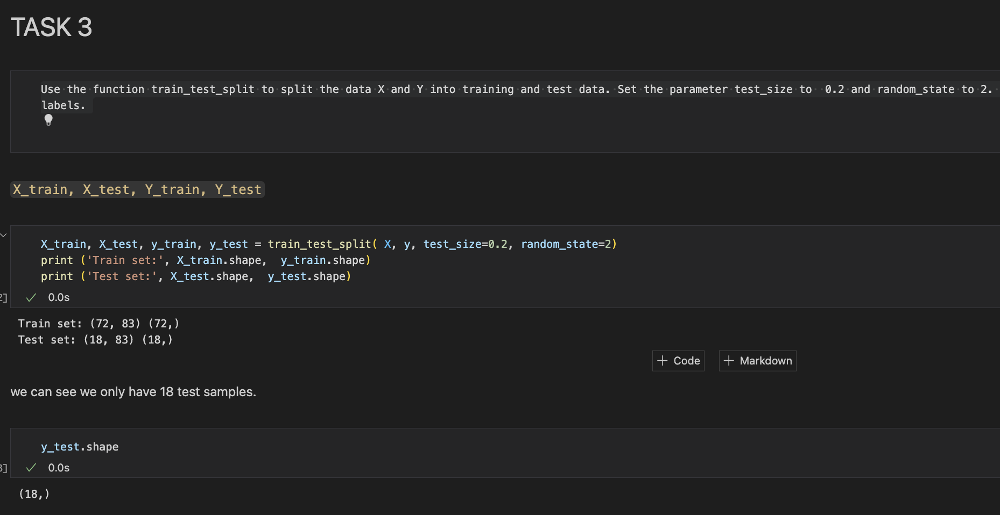 TASK 3
Use the function train_test_split to split the data X and Y into training and test data. Set the parameter test_size to  0.2 and random_state to 2.
labels.
X_train, X_test, Y_train, Y_test
X_train, X_test, y_train, y_test = train_test_split( X, y, test_size=0.2, random_state=2)
print ('Train set:', X_train.shape,  y_train.shape)
print ('Test set:', X_test.shape,  y_test.shape)
2] 0.0s
Train set: (72, 83) (72,)
Test set: (18, 83) (18,)
+ Code + Markdown
we can see we only have 18 test samples.
y_test.shape
3] 0.0s
(18,)